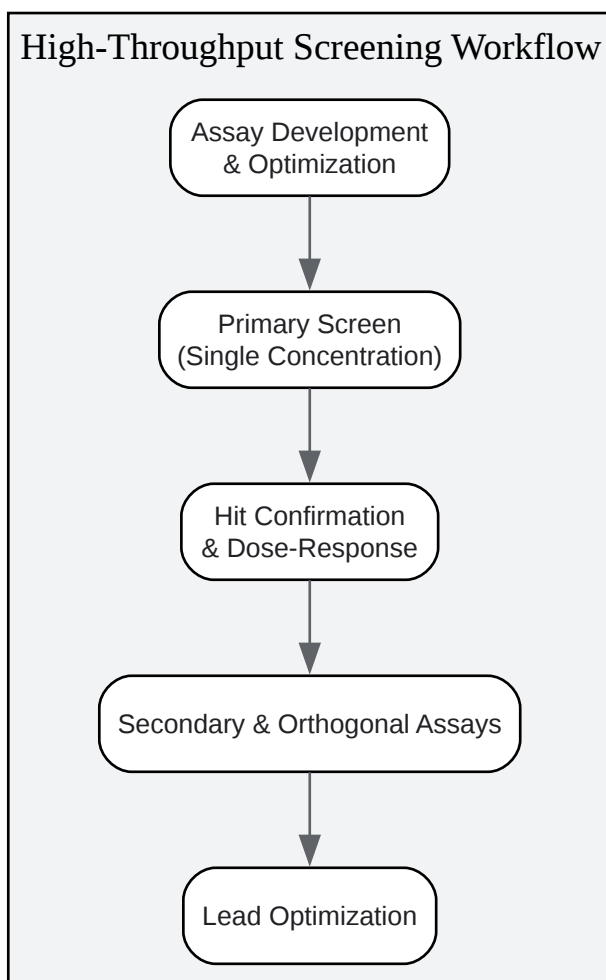 High-Throughput Screening Workflow
Assay Development
& Optimization
Primary Screen
(Single Concentration)
Hit Confirmation
& Dose-Response
Secondary & Orthogonal Assays
Lead Optimization